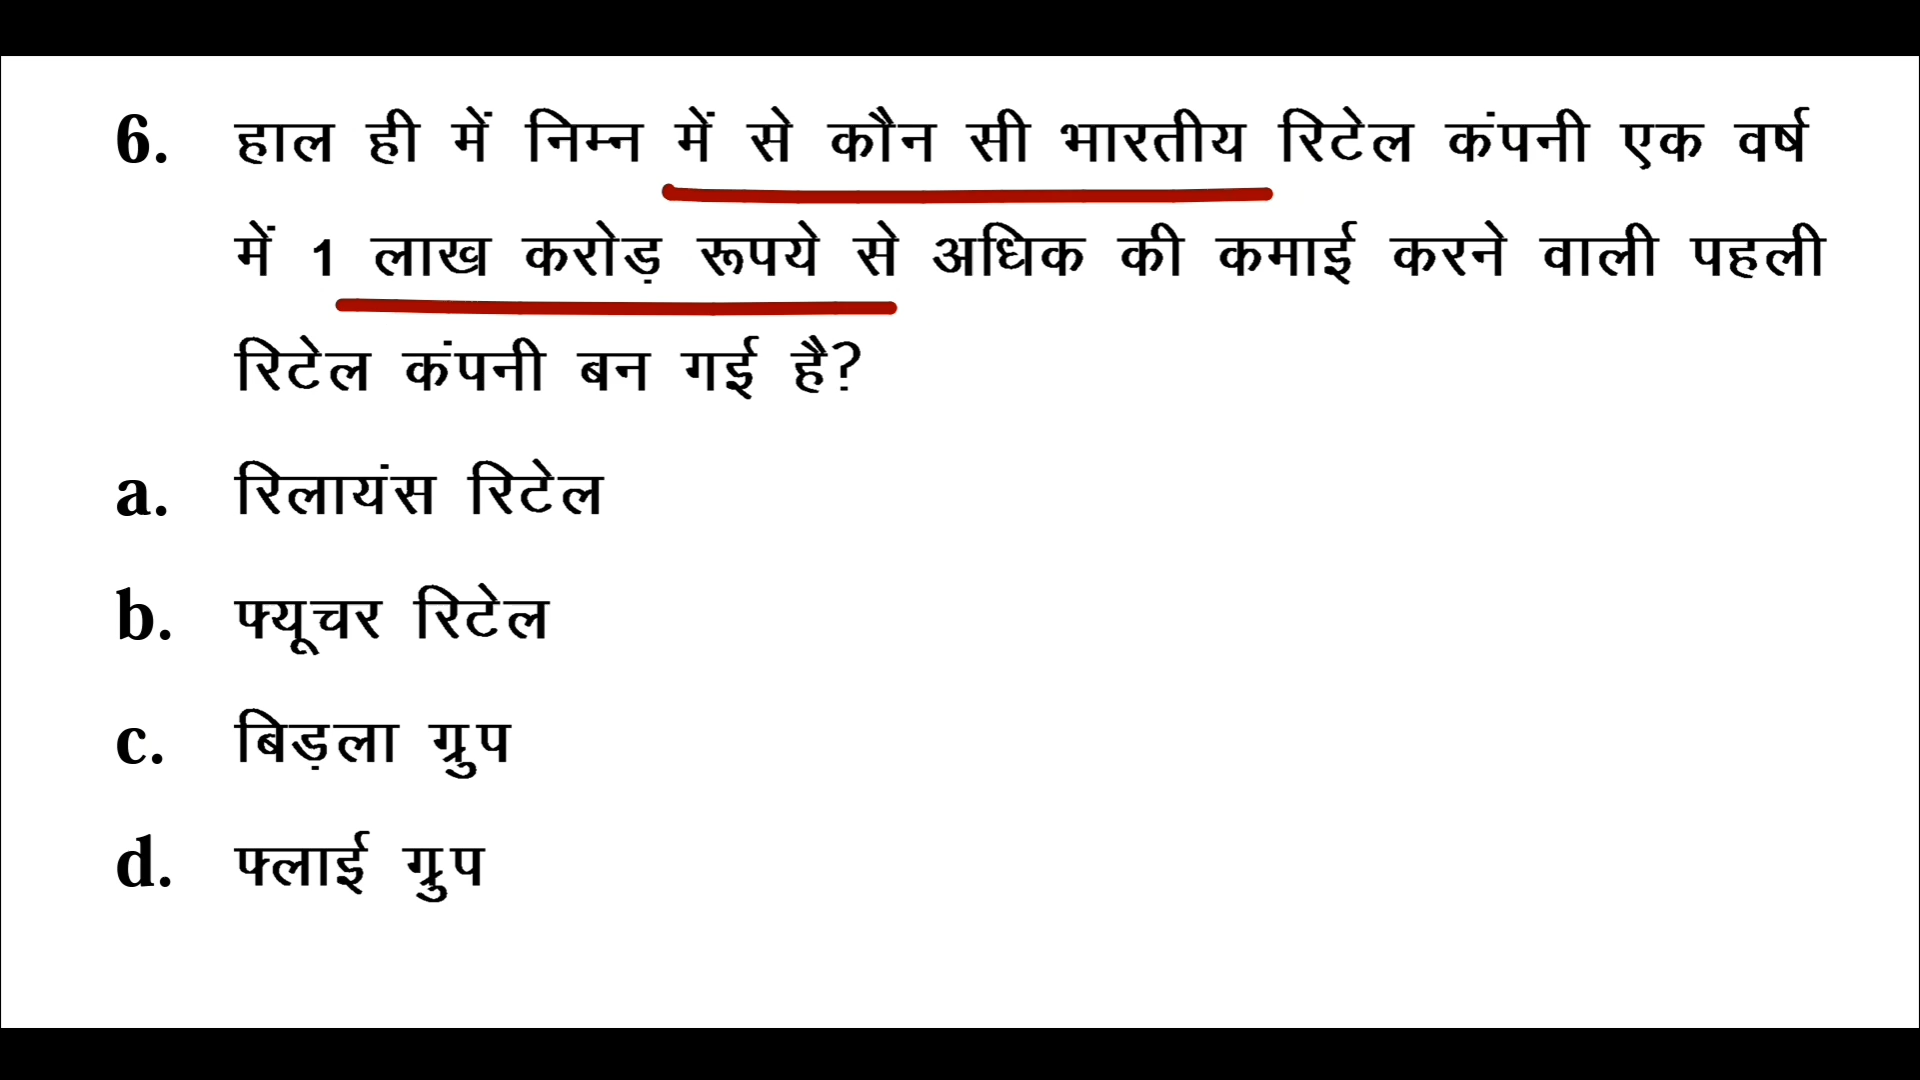 6. हाल ही में निम्न में से कौन सी भारतीय रिटेल कंपनी एक वर्ष
में 1 लाख करोड़ रूपये से अधिक की कमाई करने वाली पहली
रिटेल कंपनी बन गई है?
a. रिलायंस रिटेल
b. फ्यूचर रिटेल
c. बिड़ला ग्रुप
d. फ्लाई ग्रुप